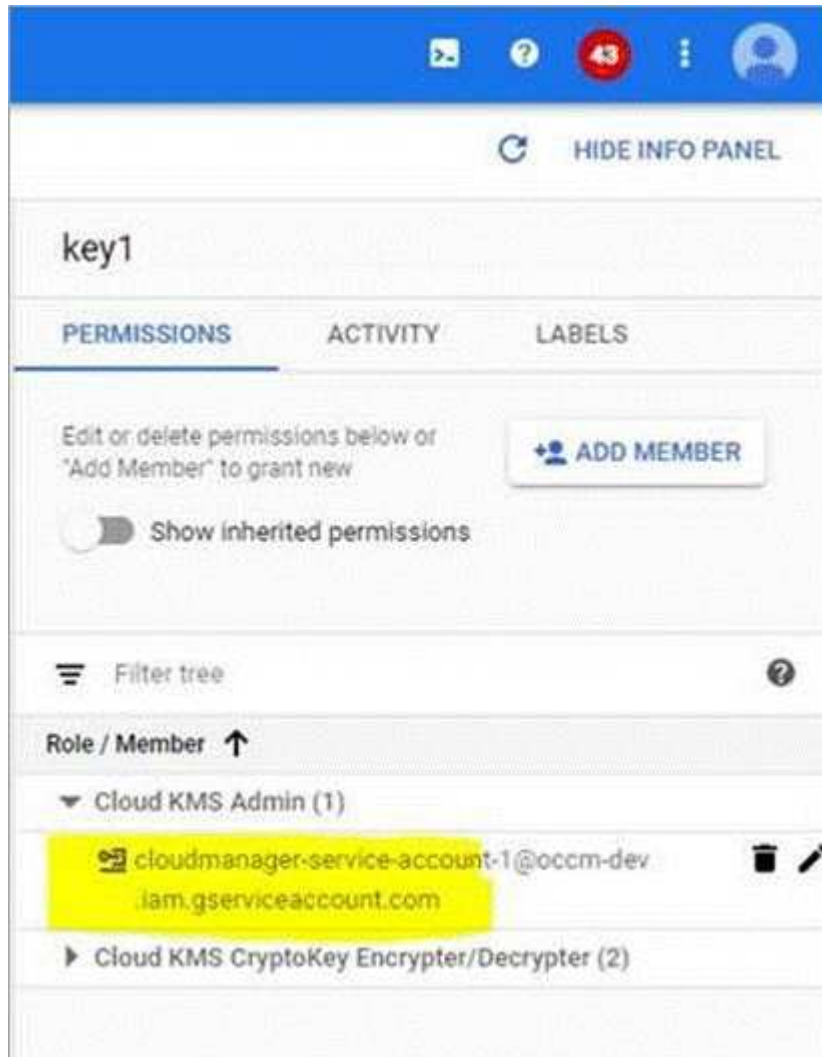 43
HIDE INFO PANEL
key1
PERMISSIONS ACTIVITY LABELS
Edit or delete permissions below or
"Add Member" to grant new
ADD MEMBER
Show inherited permissions
Filter tree
Role / Member
Cloud KMS Admin (1)
cloudmanager-service-account-1@occm-dev
.iam.gserviceaccount.com
Cloud KMS CryptoKey Encrypter/Decrypter (2)